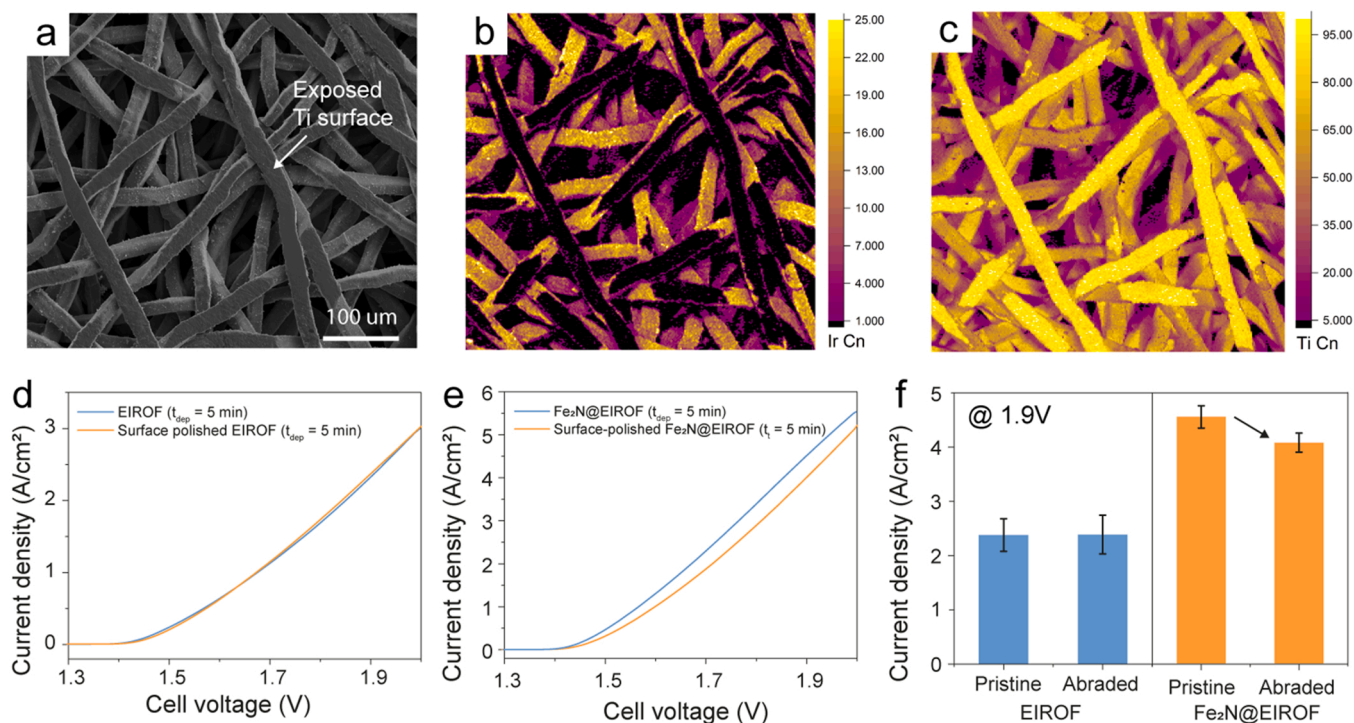 a
Exposed
Ti surface
100 um
b
25.00
22.00
19.00
16.00
13.00
10.00
7.000
4.000
1.000
Ir Cn
c
95.00
80.00
65.00
50.00
35.00
20.00
5.000
Ti Cn
d
EIROF (t_dep = 5 min)
Surface polished EIROF (t_dep = 5 min)
3
2
1
0
1.3
1.5
1.7
1.9
Current density (A/cm²)
Cell voltage (V)
e
Fe₂N@EIROF (t_dep = 5 min)
Surface-polished Fe₂N@EIROF (t_t = 5 min)
6
5
4
3
2
1
0
1.3
1.5
1.7
1.9
Current density (A/cm²)
Cell voltage (V)
f
@ 1.9V
5
4
3
2
1
0
Current density (A/cm²)
Pristine Abraded
EIROF
Pristine Abraded
Fe₂N@EIROF